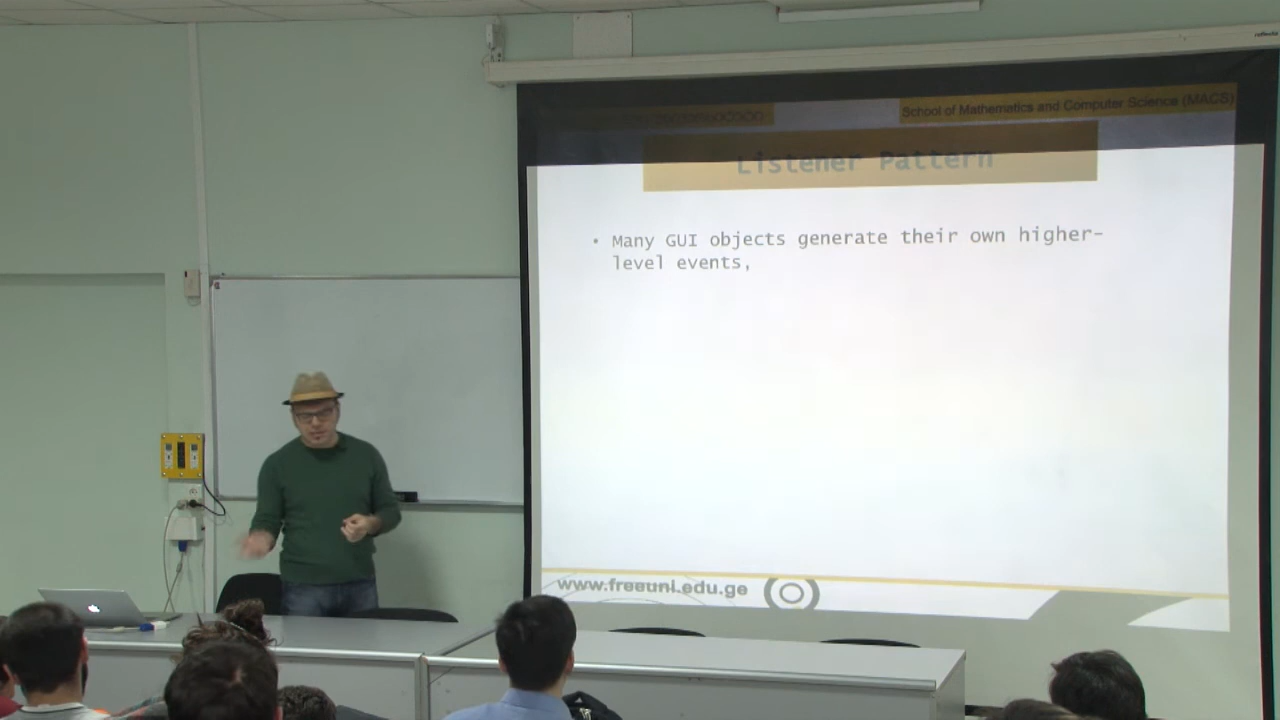 School of Mathematics and Computer Science (MACS)
Listener Pattern
• Many GUI objects generate their own higher-
level events,
www.freeuni.edu.ge